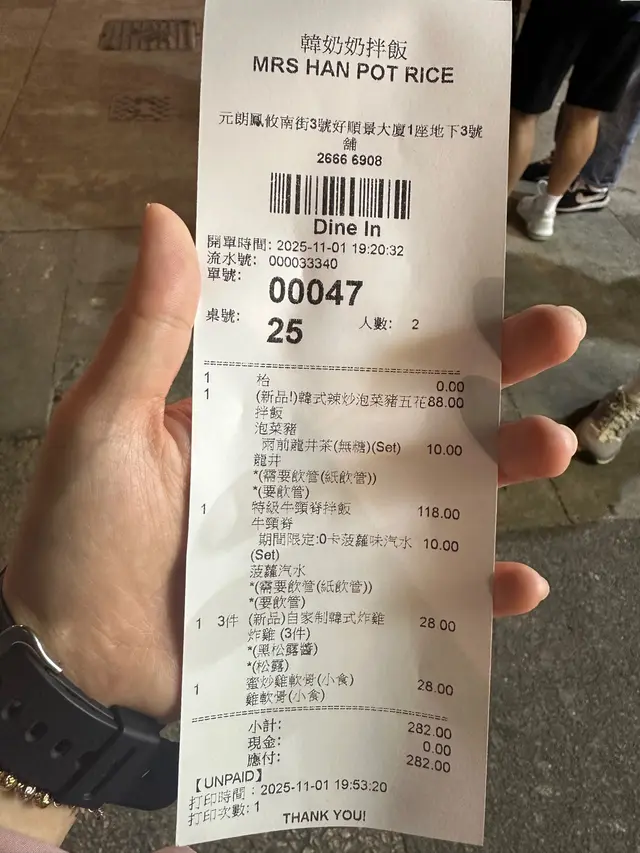 韓奶奶拌飯
MRS HAN POT RICE
元朗鳳攸南街3號好順景大廈1座地下3號
舖
2666 6908
Dine In
開單時間: 2025-11-01 19:20:32
流水號: 000033340
單號: 00047
桌號: 25 人數: 2
1 枱 0.00
1 (新品!)韓式辣炒泡菜豬五花 88.00
拌飯
泡菜豬
雨前龍井茶(無糖)(Set) 10.00
龍井
*(需要飲管(紙飲管))
*(要飲管)
1 特級牛頸脊拌飯 118.00
牛頸脊
期間限定:0卡菠蘿味汽水 10.00
(Set)
菠蘿汽水
*(需要飲管(紙飲管))
*(要飲管)
1 3件 (新品)自家制韓式炸雞 28.00
炸雞 (3件)
*(黑松露醬)
*(松露)
1 蜜炒雞軟骨(小食) 28.00
雞軟骨(小食)
小計: 282.00
現金: 0.00
應付: 282.00
【UNPAID】
打印時間: 2025-11-01 19:53:20
打印次數: 1
THANK YOU!